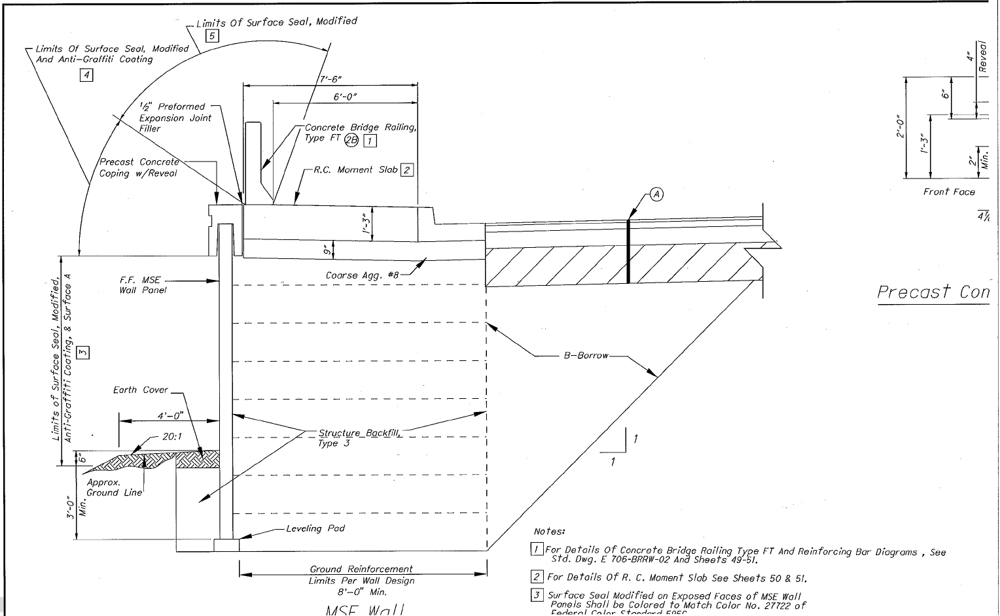 Limits Of Surface Seal, Modified
5
Limits Of Surface Seal, Modified
And Anti-Graffiti Coating
4
7'-6"
6'-0"
1/2" Preformed
Expansion Joint
Filler
Concrete Bridge Railing,
Type FT 2B 1
Precast Concrete
Coping w/Reveal
R.C. Moment Slab 2
A
1'-3"
9"
Coarse Agg. #8
F.F. MSE
Wall Panel
Limits of Surface Seal, Modified,
Anti-Graffiti Coating, & Surface A
3
B-Borrow
Earth Cover
4'-0"
20:1
Structure Backfill,
Type 3
1
1
6"
Approx.
Ground Line
3'-0"
Min.
Leveling Pad
Ground Reinforcement
Limits Per Wall Design
8'-0" Min.
MSE Wall
4"
Reveal
6"
2'-0"
1'-3"
2"
Min.
Front Face
Precast Con
Notes:
1 For Details Of Concrete Bridge Railing Type FT And Reinforcing Bar Diagrams , See
Std. Dwg. E 706-BRRW-02 And Sheets 49-51.
2 For Details Of R. C. Moment Slab See Sheets 50 & 51.
3 Surface Seal Modified on Exposed Faces of MSE Wall
Panels Shall be Colored to Match Color No. 27722 of
Federal Color Standard